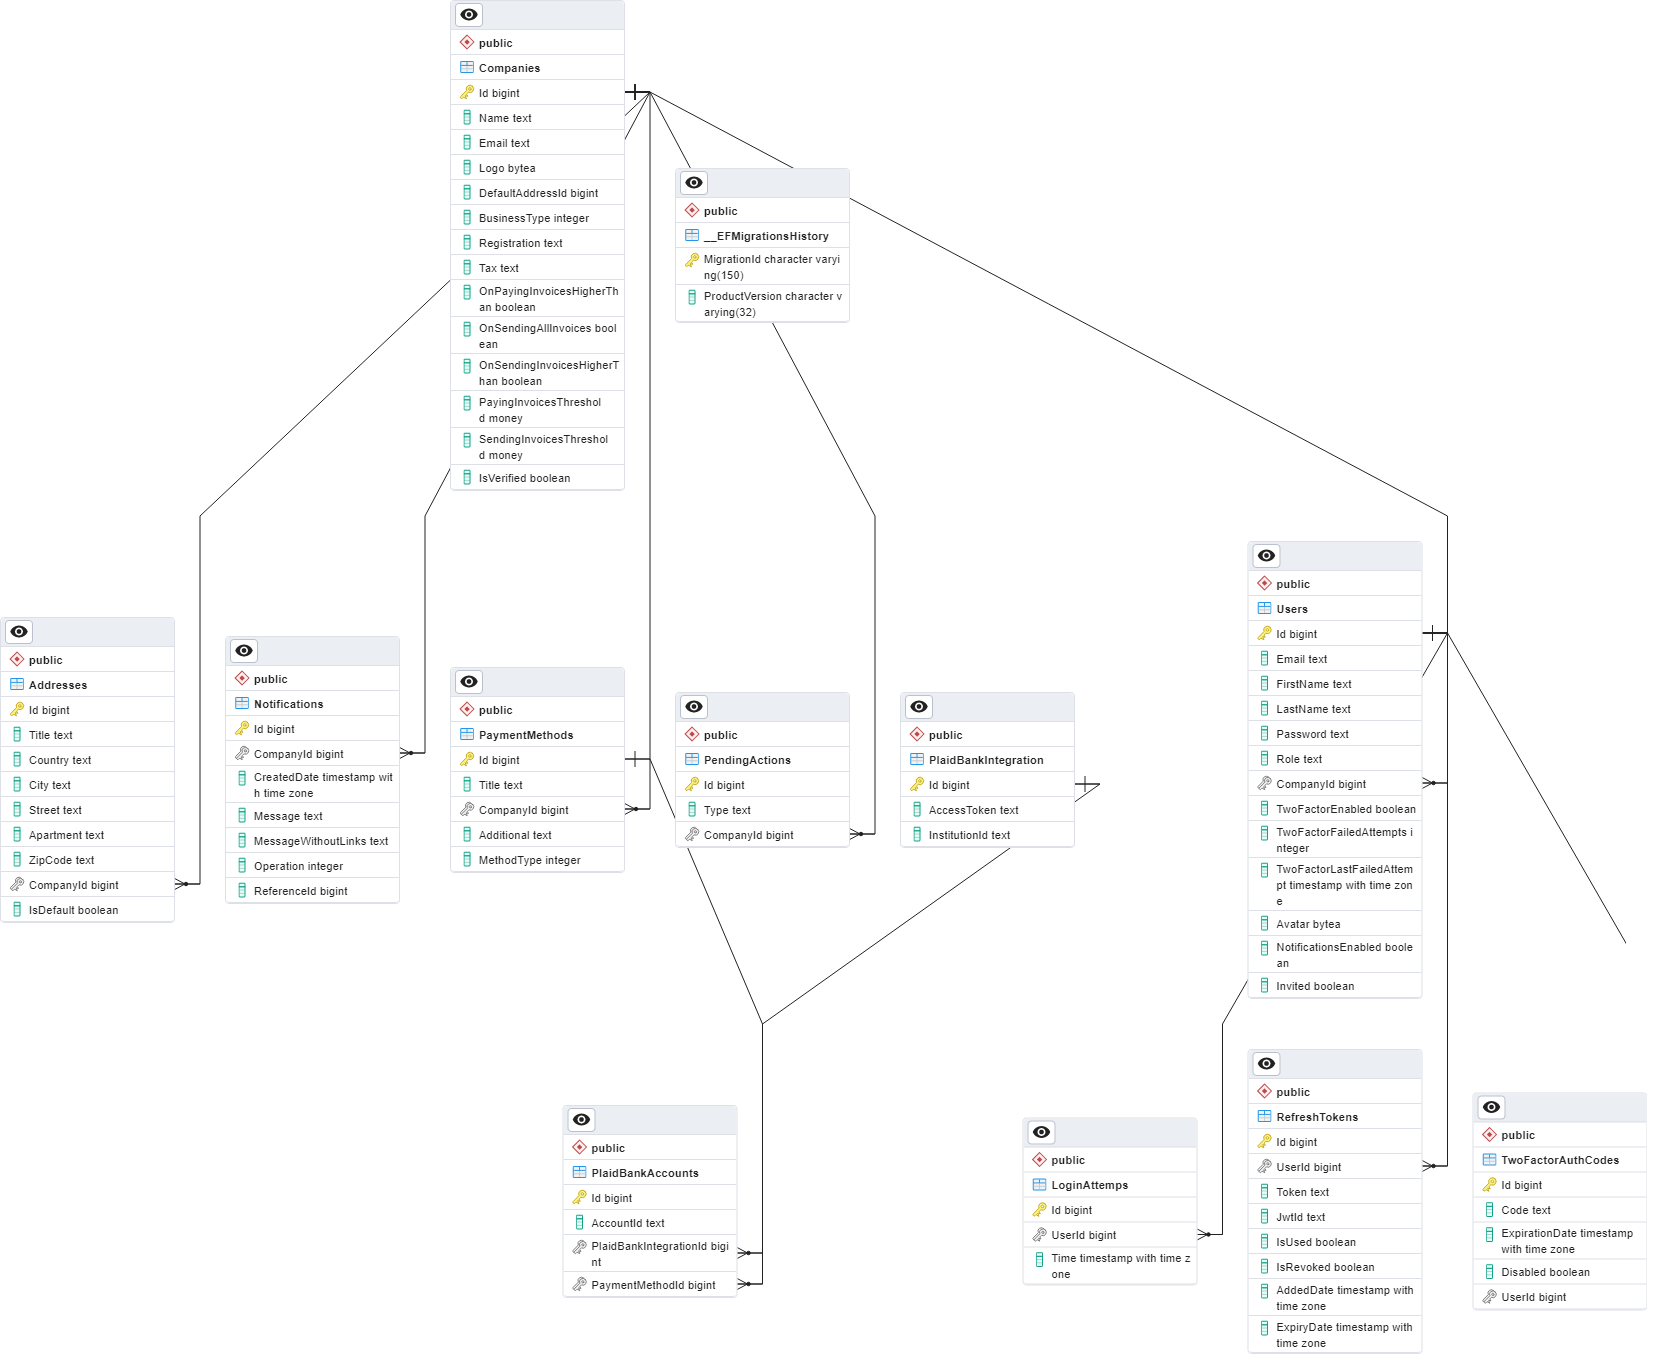 public
Companies
Id bigint
Name text
Email text
Logo bytea
DefaultAddressId bigint
BusinessType integer
Registration text
Tax text
OnPayingInvoicesHigherTh
an boolean
OnSendingAllInvoices bool
ean
OnSendingInvoicesHigherT
han boolean
PayingInvoicesThreshol
d money
SendingInvoicesThreshol
d money
IsVerified boolean
public
__EFMigrationsHistory
MigrationId character varyi
ng(150)
ProductVersion character v
arying(32)
public
Addresses
Id bigint
Title text
Country text
City text
Street text
Apartment text
ZipCode text
CompanyId bigint
IsDefault boolean
public
Notifications
Id bigint
CompanyId bigint
CreatedDate timestamp wit
h time zone
Message text
MessageWithoutLinks text
Operation integer
ReferenceId bigint
public
PaymentMethods
Id bigint
Title text
CompanyId bigint
Additional text
MethodType integer
public
PendingActions
Id bigint
Type text
CompanyId bigint
public
PlaidBankIntegration
Id bigint
AccessToken text
InstitutionId text
public
Users
Id bigint
Email text
FirstName text
LastName text
Password text
Role text
CompanyId bigint
TwoFactorEnabled boolean
TwoFactorFailedAttempts i
nteger
TwoFactorLastFailedAttem
pt timestamp with time zon
e
Avatar bytea
NotificationsEnabled boole
an
Invited boolean
public
PlaidBankAccounts
Id bigint
AccountId text
PlaidBankIntegrationId bigi
nt
PaymentMethodId bigint
public
LoginAttemps
Id bigint
UserId bigint
Time timestamp with time z
one
public
RefreshTokens
Id bigint
UserId bigint
Token text
JwtId text
IsUsed boolean
IsRevoked boolean
AddedDate timestamp with
time zone
ExpiryDate timestamp with
time zone
public
TwoFactorAuthCodes
Id bigint
Code text
ExpirationDate timestamp
with time zone
Disabled boolean
UserId bigint